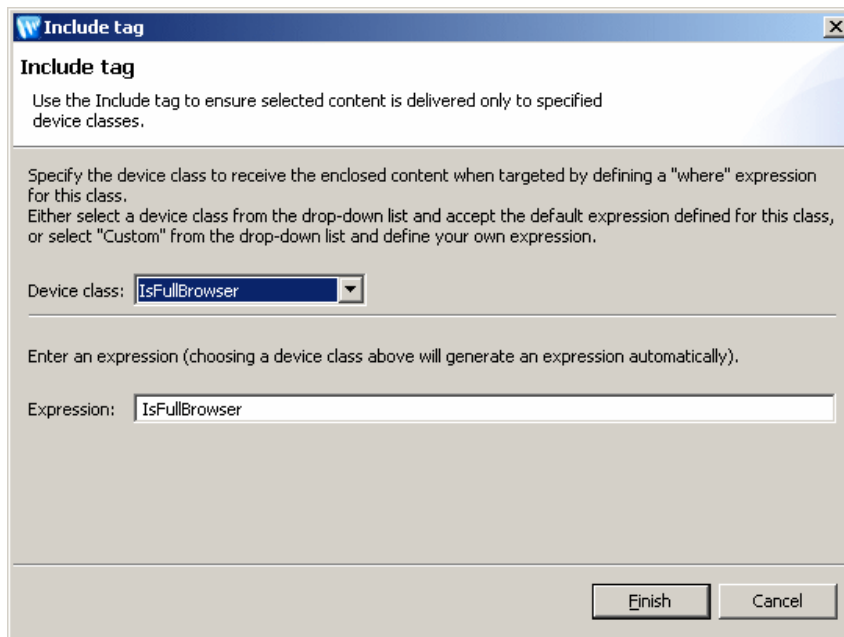 Include tag
Include tag
Use the Include tag to ensure selected content is delivered only to specified
device classes.
Specify the device class to receive the enclosed content when targeted by defining a "where" expression
for this class.
Either select a device class from the drop-down list and accept the default expression defined for this class,
or select "Custom" from the drop-down list and define your own expression.
Device class: IsFullBrowser
Enter an expression (choosing a device class above will generate an expression automatically).
Expression: IsFullBrowser
Finish Cancel